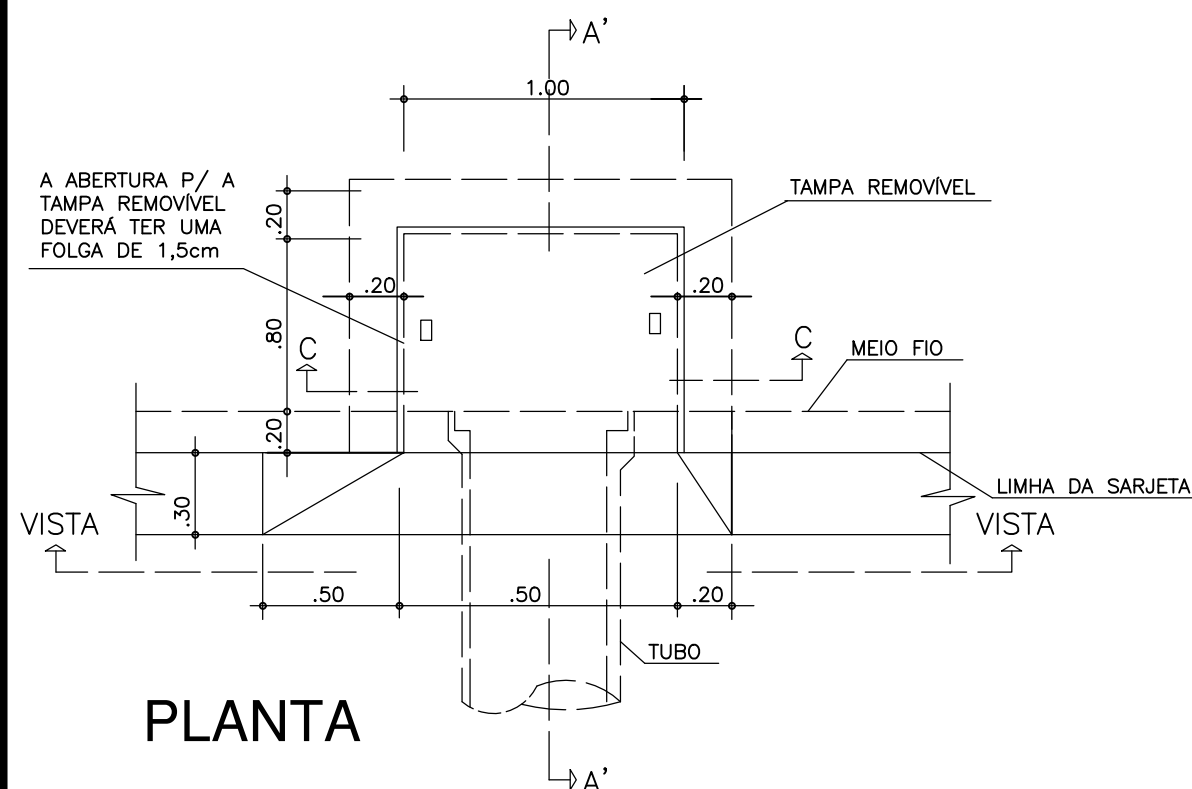 A'
1.00
A ABERTURA P/ A
TAMPA REMOVÍVEL
DEVERÁ TER UMA
FOLGA DE 1,5cm
TAMPA REMOVÍVEL
.20
.20
.20
.80
C
C
MEIO FIO
.20
LIMHA DA SARJETA
.30
VISTA
VISTA
.50
.50
.20
TUBO
PLANTA
A'